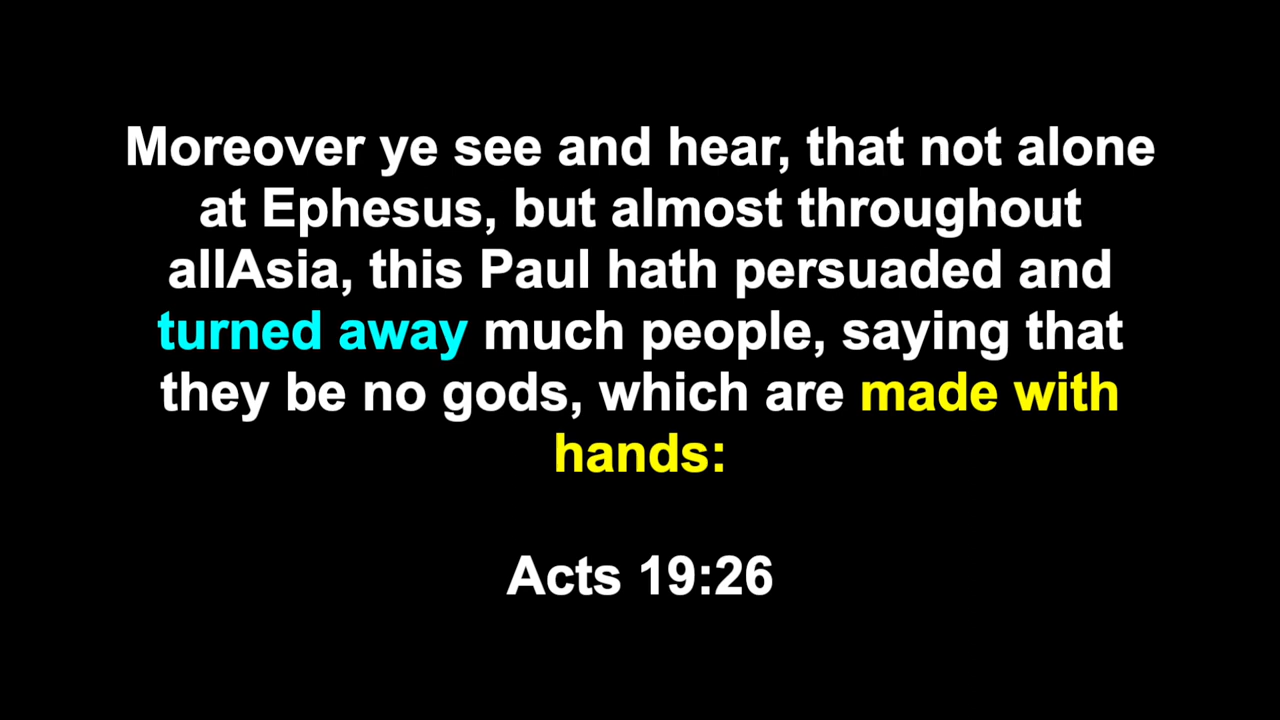 Moreover ye see and hear, that not alone
at Ephesus, but almost throughout
allAsia, this Paul hath persuaded and
turned away much people, saying that
they be no gods, which are made with
hands:
Acts 19:26